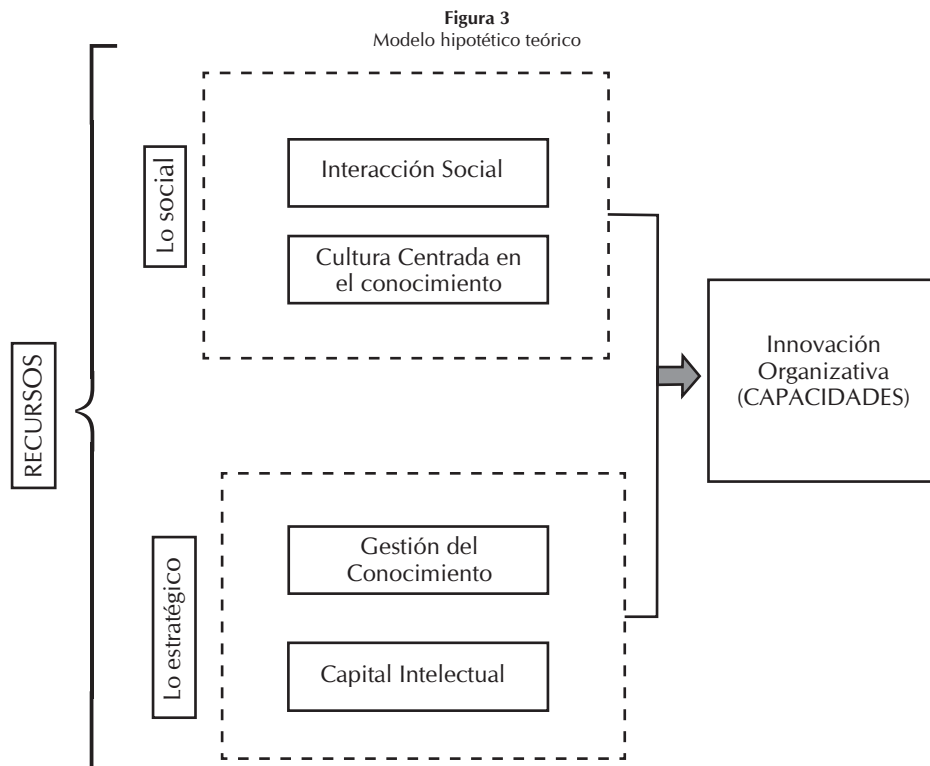 Figura 3
Modelo hipotético teórico
RECURSOS
Lo social
Interacción Social
Cultura Centrada en
el conocimiento
Lo estratégico
Gestión del
Conocimiento
Capital Intelectual
Innovación
Organizativa
(CAPACIDADES)